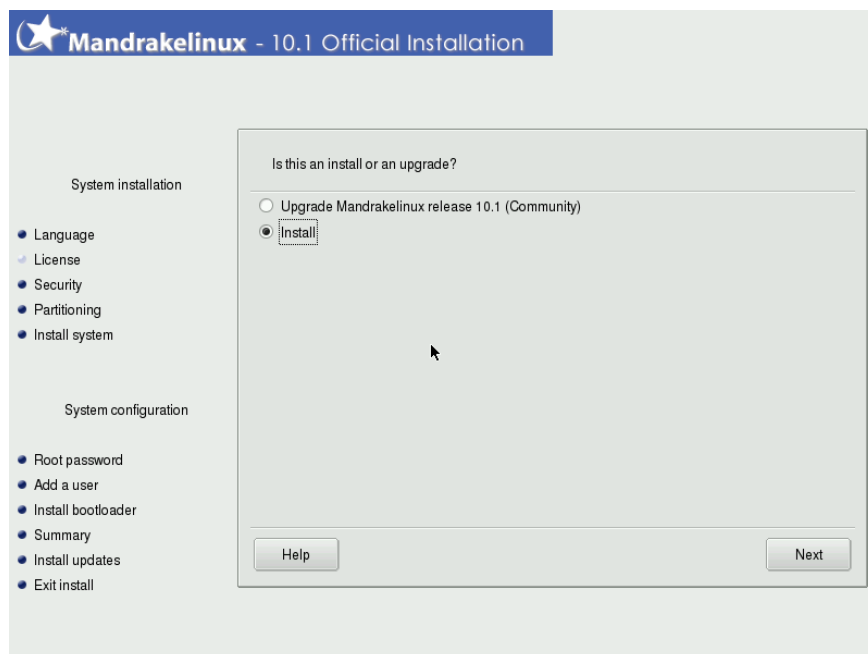 Mandrakelinux - 10.1 Official Installation
System installation
Language
License
Security
Partitioning
Install system
System configuration
Root password
Add a user
Install bootloader
Summary
Install updates
Exit install
Is this an install or an upgrade?
Upgrade Mandrakelinux release 10.1 (Community)
Install
Help
Next